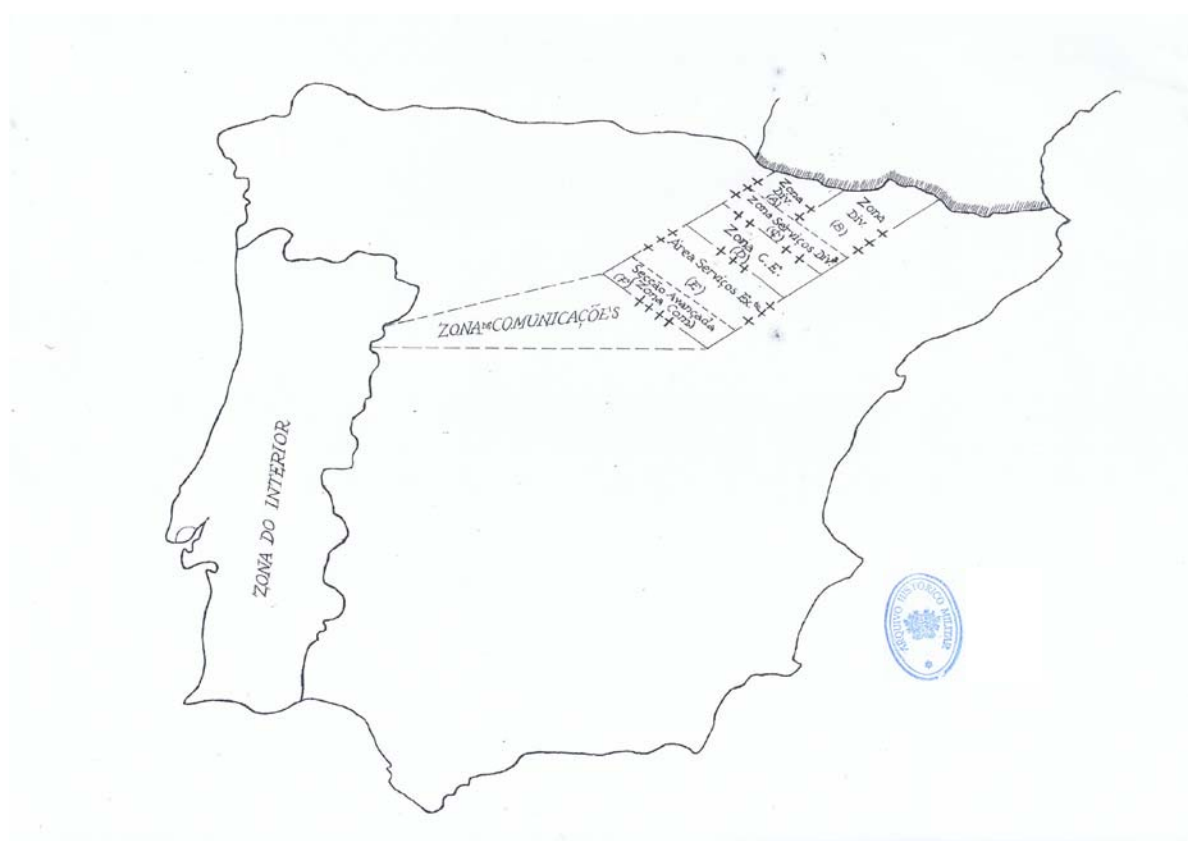 Zona
Div.
(A)
Zona
Div.
(B)
Zona Serviços Div.
(C)
Zona C.E.
(D)
Área Serviços Ex.
(E)
Secção Avançada
(Zona Com)
(F)
ZONA DE COMUNICAÇÕES
ZONA DO INTERIOR
ARQUIVO HISTÓRICO MILITAR